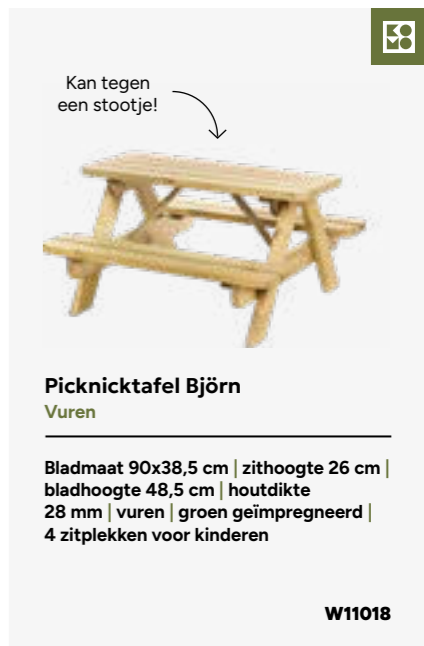 Kan tegen
een stootje!
Picknicktafel Björn
Vuren
Bladmaat 90x38,5 cm | zithoogte 26 cm |
bladhoogte 48,5 cm | houtdikte
28 mm | vuren | groen geïmpregneerd |
4 zitplekken voor kinderen
W11018